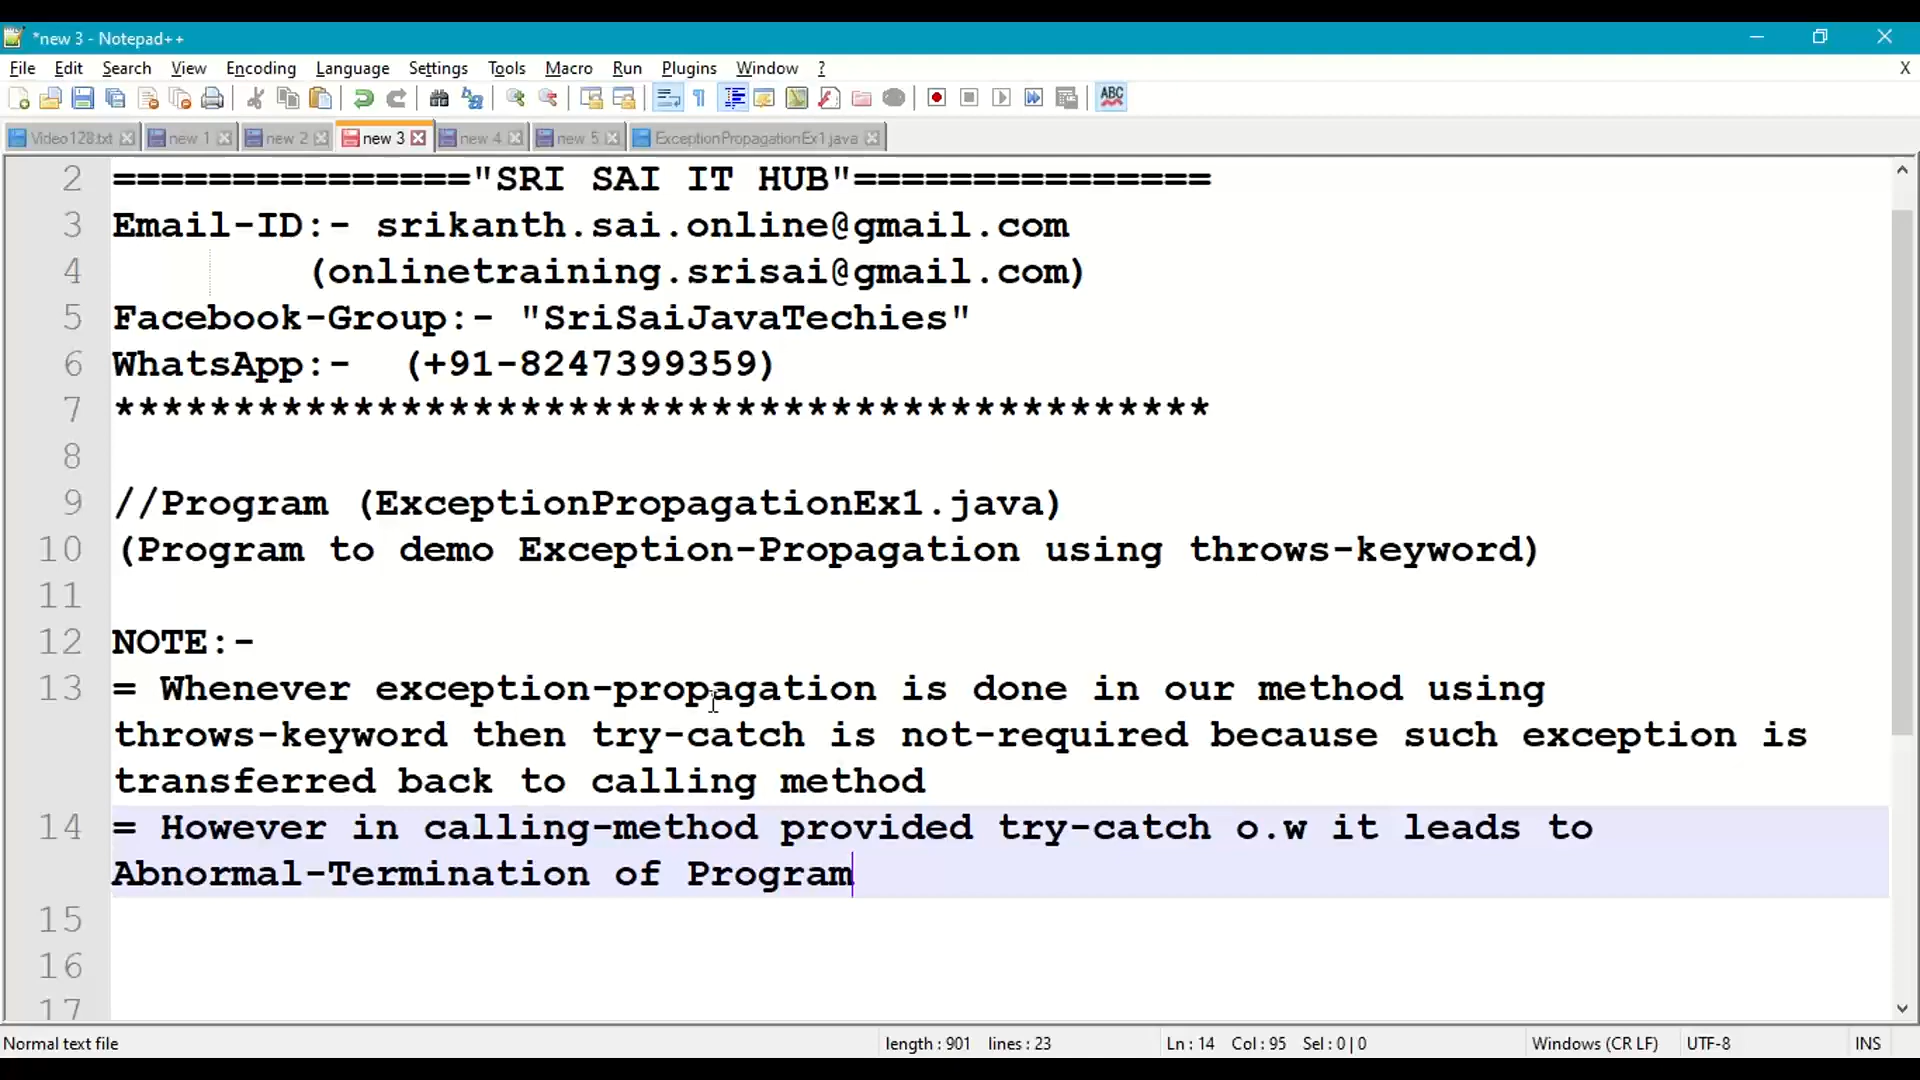 *new 3 - Notepad++
File Edit Search View Encoding Language Settings Tools Macro Run Plugins Window ? X
Video128.txt new 1 new 2 new 3 new 4 new 5 ExceptionPropagationEx1.java
2 ==============="SRI SAI IT HUB"===============
3 Email-ID:- srikanth.sai.online@gmail.com
4 (onlinetraining.srisai@gmail.com)
5 Facebook-Group:- "SriSaiJavaTechies"
6 WhatsApp:- (+91-8247399359)
7 **********************************************
8
9 //Program (ExceptionPropagationEx1.java)
10 (Program to demo Exception-Propagation using throws-keyword)
11
12 NOTE:-
13 = Whenever exception-propagation is done in our method using
throws-keyword then try-catch is not-required because such exception is
transferred back to calling method
14 = However in calling-method provided try-catch o.w it leads to
Abnormal-Termination of Program
15
16
17
Normal text file length : 901 lines : 23 Ln : 14 Col : 95 Sel : 0 | 0 Windows (CR LF) UTF-8 INS